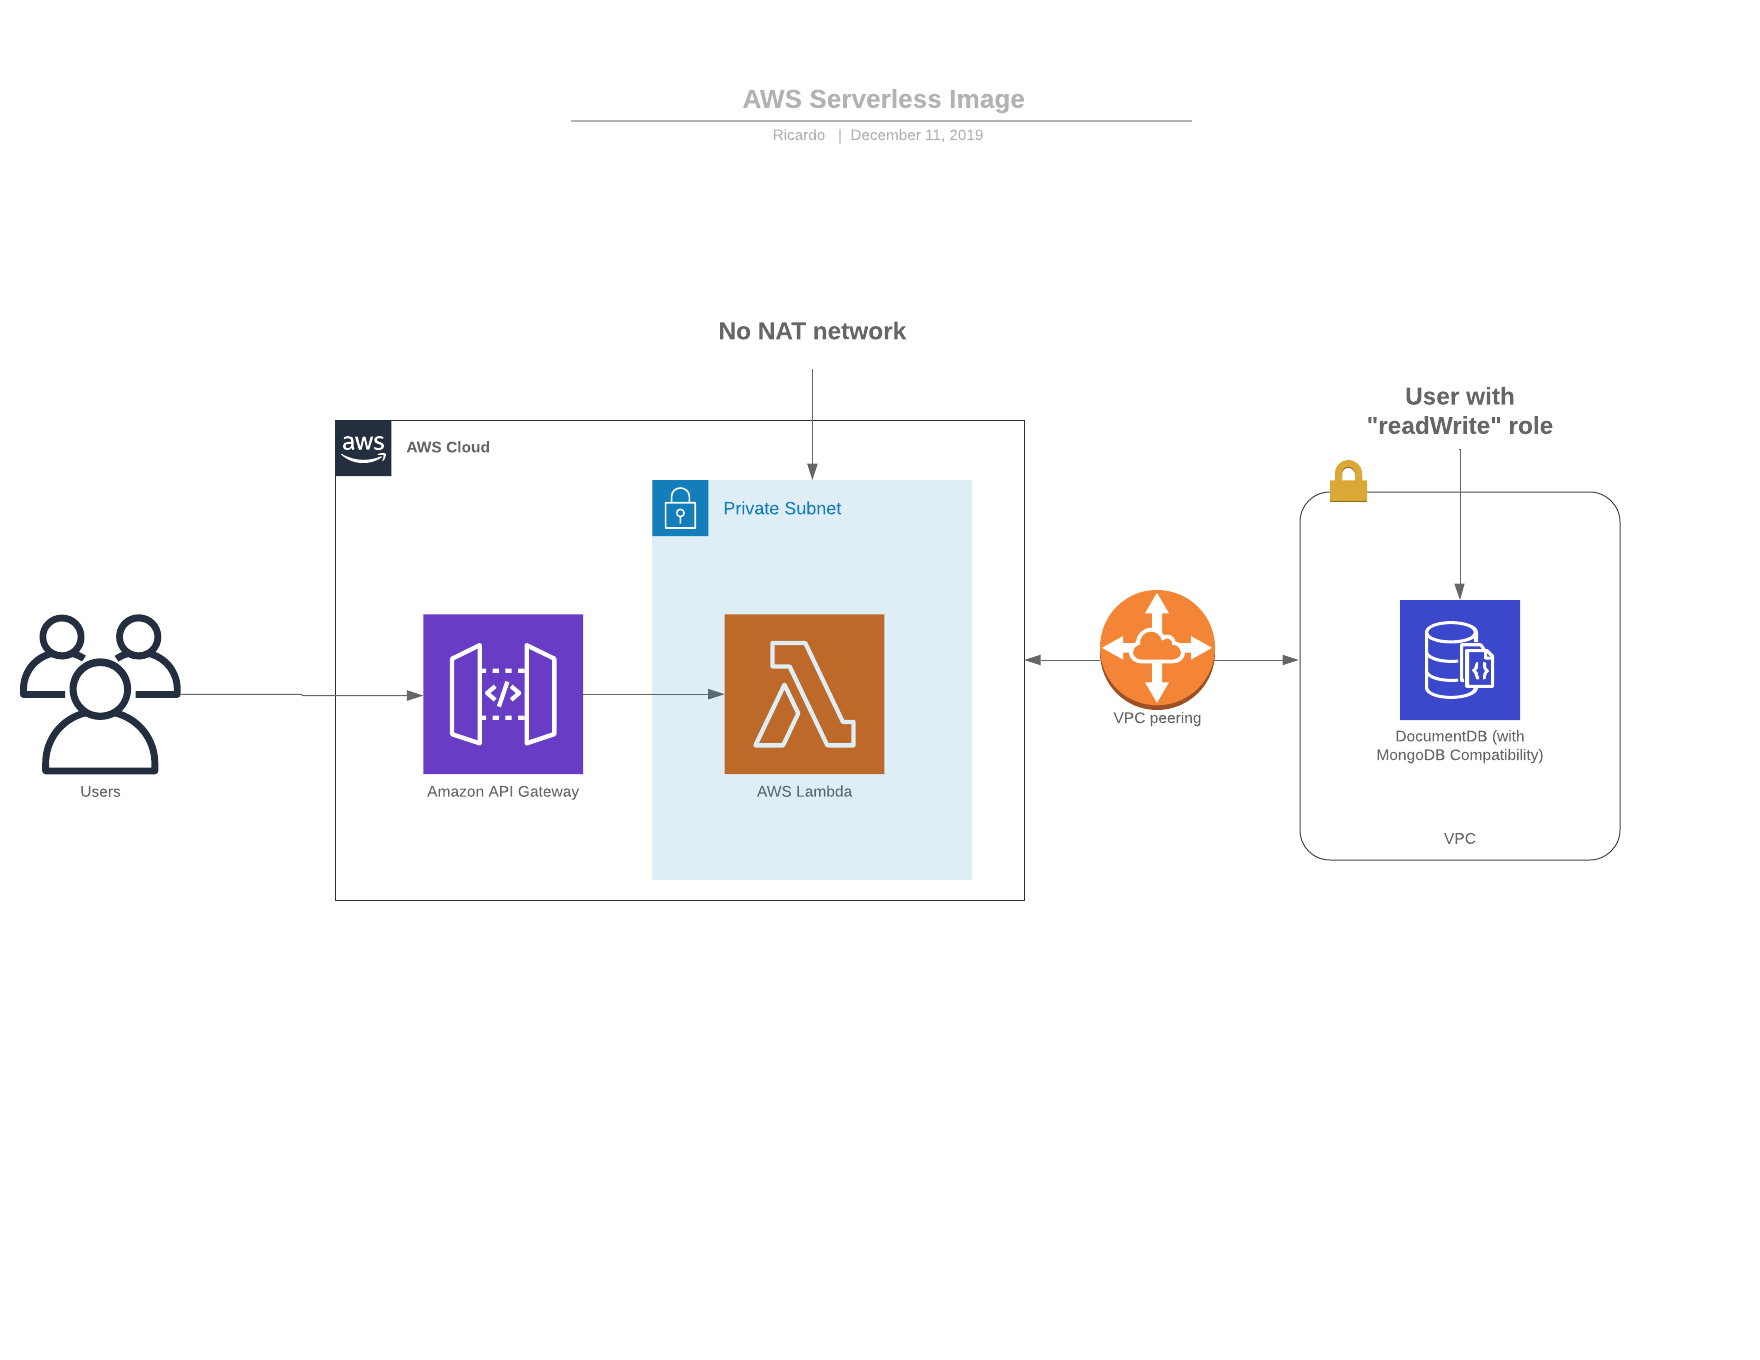 AWS Serverless Image
Ricardo | December 11, 2019
No NAT network
User with
"readWrite" role
aws
AWS Cloud
Private Subnet
</>
{}
Users
Amazon API Gateway
AWS Lambda
VPC peering
DocumentDB (with
MongoDB Compatibility)
VPC